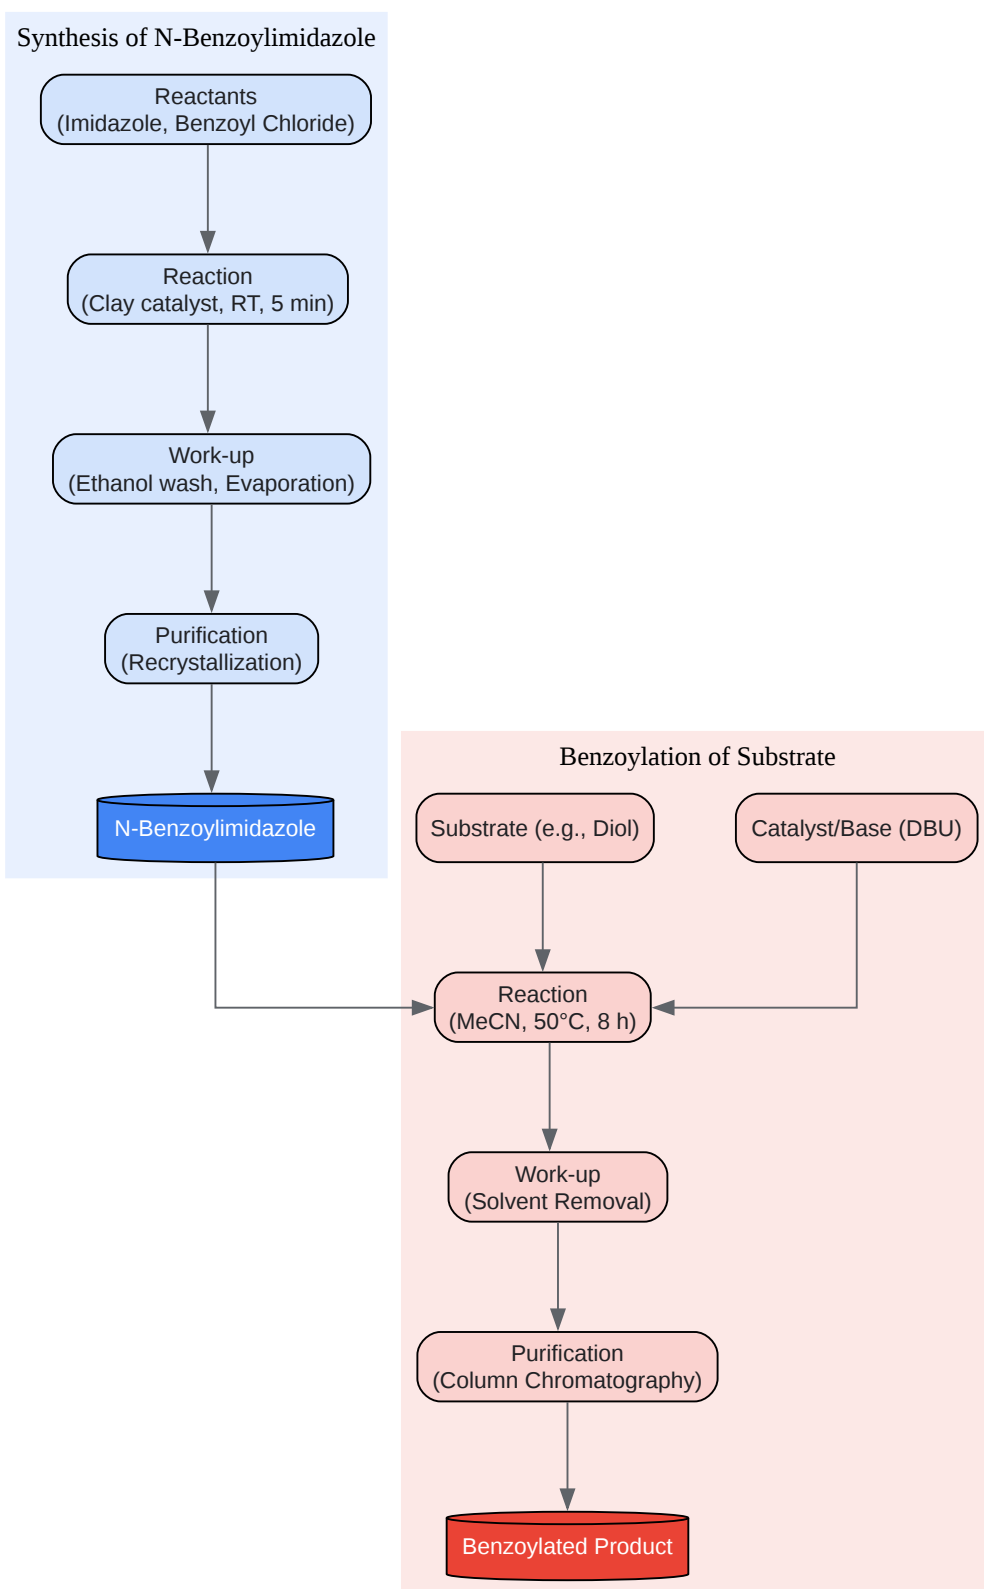 Synthesis of N-Benzoylimidazole
Reactants
(Imidazole, Benzoyl Chloride)
Reaction
(Clay catalyst, RT, 5 min)
Work-up
(Ethanol wash, Evaporation)
Purification
(Recrystallization)
N-Benzoylimidazole
Benzoylation of Substrate
Substrate (e.g., Diol)
Catalyst/Base (DBU)
Reaction
(MeCN, 50°C, 8 h)
Work-up
(Solvent Removal)
Purification
(Column Chromatography)
Benzoylated Product